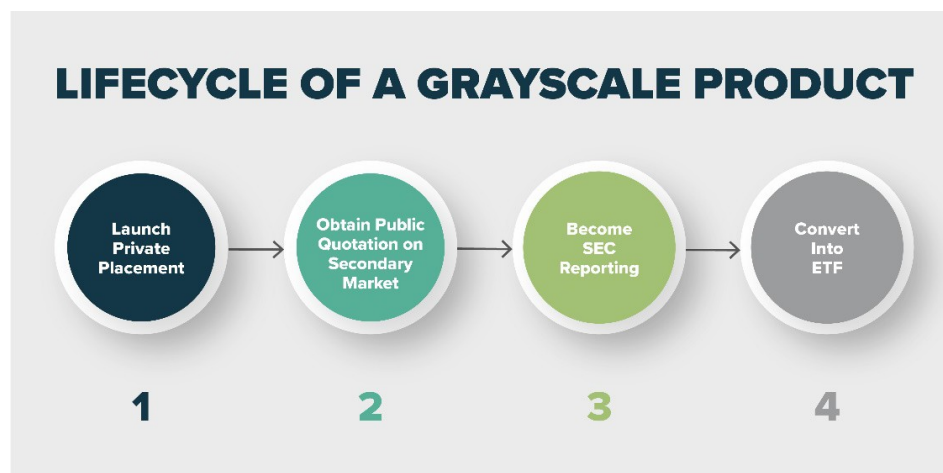 LIFECYCLE OF A GRAYSCALE PRODUCT
Launch
Private
Placement
Obtain Public
Quotation on
Secondary
Market
Become
SEC
Reporting
Convert
Into
ETF
1
2
3
4